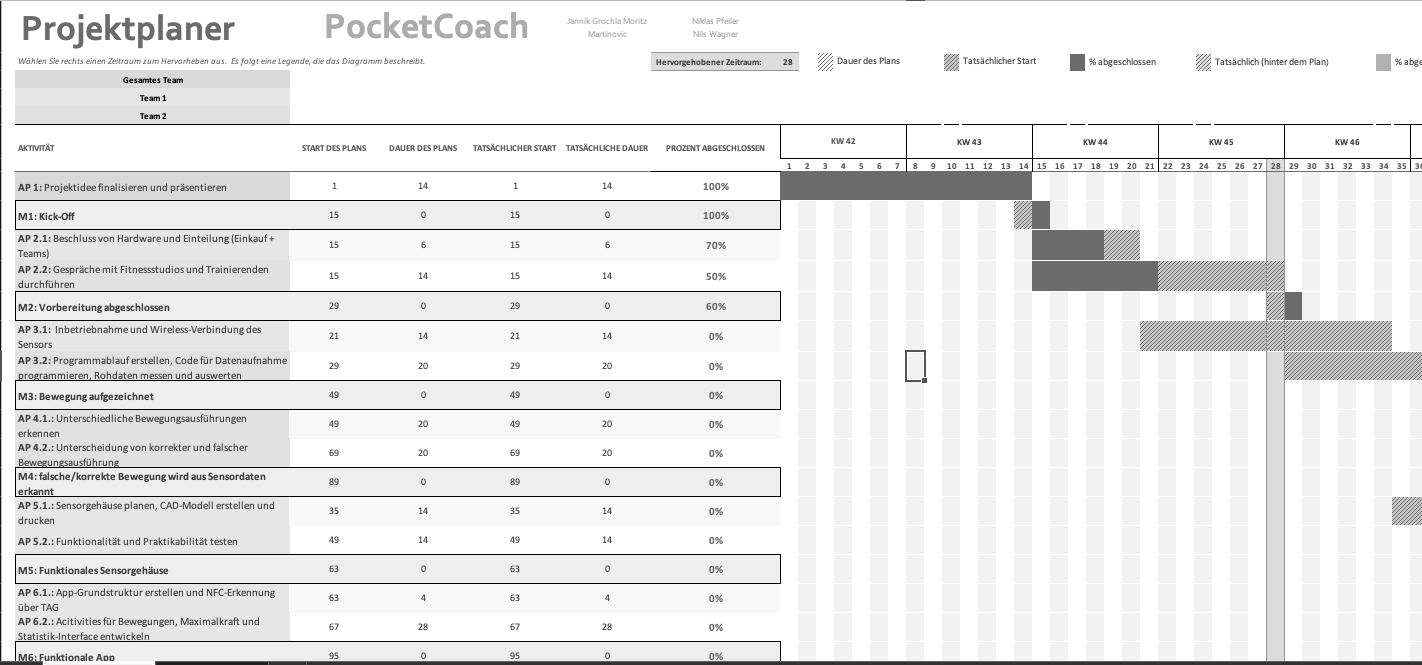 Projektplaner PocketCoach Jannik Grochla Moritz Niklas Pfeiler
Martinovic Nils Wagner
Wählen Sie rechts einen Zeitraum zum Hervorheben aus. Es folgt eine Legende, die das Diagramm beschreibt. Hervorgehobener Zeitraum: 28 Dauer des Plans Tatsächlicher Start % abgeschlossen Tatsächlich (hinter dem Plan) % abge
Gesamtes Team
Team 1
Team 2
AKTIVITÄT START DES PLANS DAUER DES PLANS TATSÄCHLICHER START TATSÄCHLICHE DAUER PROZENT ABGESCHLOSSEN KW 42 KW 43 KW 44 KW 45 KW 46
1 2 3 4 5 6 7 8 9 10 11 12 13 14 15 16 17 18 19 20 21 22 23 24 25 26 27 28 29 30 31 32 33 34 35 36
AP 1: Projektidee finalisieren und präsentieren 1 14 1 14 100%
M1: Kick-Off 15 0 15 0 100%
AP 2.1: Beschluss von Hardware und Einteilung (Einkauf +
Teams) 15 6 15 6 70%
AP 2.2: Gespräche mit Fitnessstudios und Trainierenden
durchführen 15 14 15 14 50%
M2: Vorbereitung abgeschlossen 29 0 29 0 60%
AP 3.1: Inbetriebnahme und Wireless-Verbindung des
Sensors 21 14 21 14 0%
AP 3.2: Programmablauf erstellen, Code für Datenaufnahme
programmieren, Rohdaten messen und auswerten 29 20 29 20 0%
M3: Bewegung aufgezeichnet 49 0 49 0 0%
AP 4.1.: Unterschiedliche Bewegungsausführungen
erkennen 49 20 49 20 0%
AP 4.2.: Unterscheidung von korrekter und falscher
Bewegungsausführung 69 20 69 20 0%
M4: falsche/korrekte Bewegung wird aus Sensordaten
erkannt 89 0 89 0 0%
AP 5.1.: Sensorgehäuse planen, CAD-Modell erstellen und
drucken 35 14 35 14 0%
AP 5.2.: Funktionalität und Praktikabilität testen 49 14 49 14 0%
M5: Funktionales Sensorgehäuse 63 0 63 0 0%
AP 6.1.: App-Grundstruktur erstellen und NFC-Erkennung
über TAG 63 4 63 4 0%
AP 6.2.: Acitivities für Bewegungen, Maximalkraft und
Statistik-Interface entwickeln 67 28 67 28 0%
M6: Funktionale App 95 0 95 0 0%